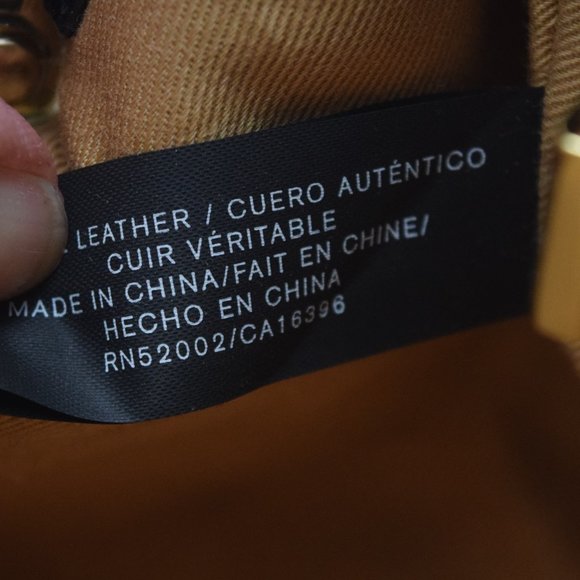 LEATHER / CUERO AUTÉNTICO
CUIR VÉRITABLE
MADE IN CHINA/FAIT EN CHINE/
HECHO EN CHINA
RN52002/CA16396